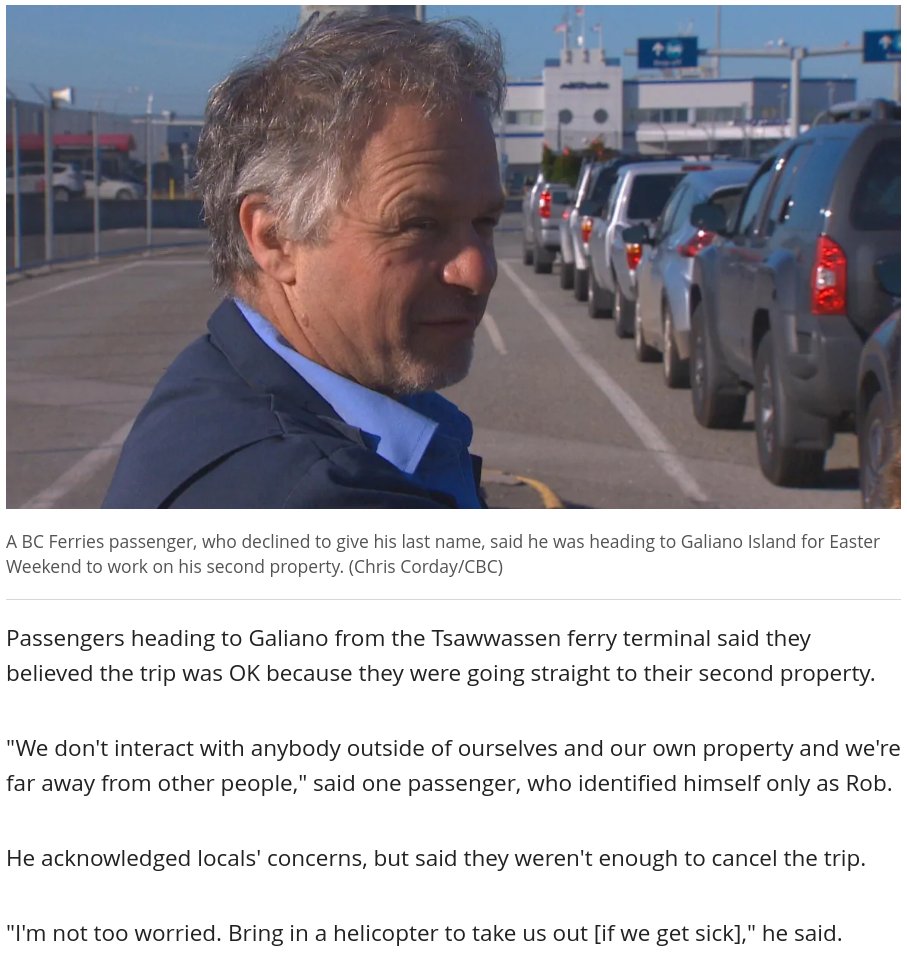 A BC Ferries passenger, who declined to give his last name, said he was heading to Galiano Island for Easter
Weekend to work on his second property. (Chris Corday/CBC)
Passengers heading to Galiano from the Tsawwassen ferry terminal said they
believed the trip was OK because they were going straight to their second property.
"We don't interact with anybody outside of ourselves and our own property and we're
far away from other people," said one passenger, who identified himself only as Rob.
He acknowledged locals' concerns, but said they weren't enough to cancel the trip.
"I'm not too worried. Bring in a helicopter to take us out [if we get sick]," he said.